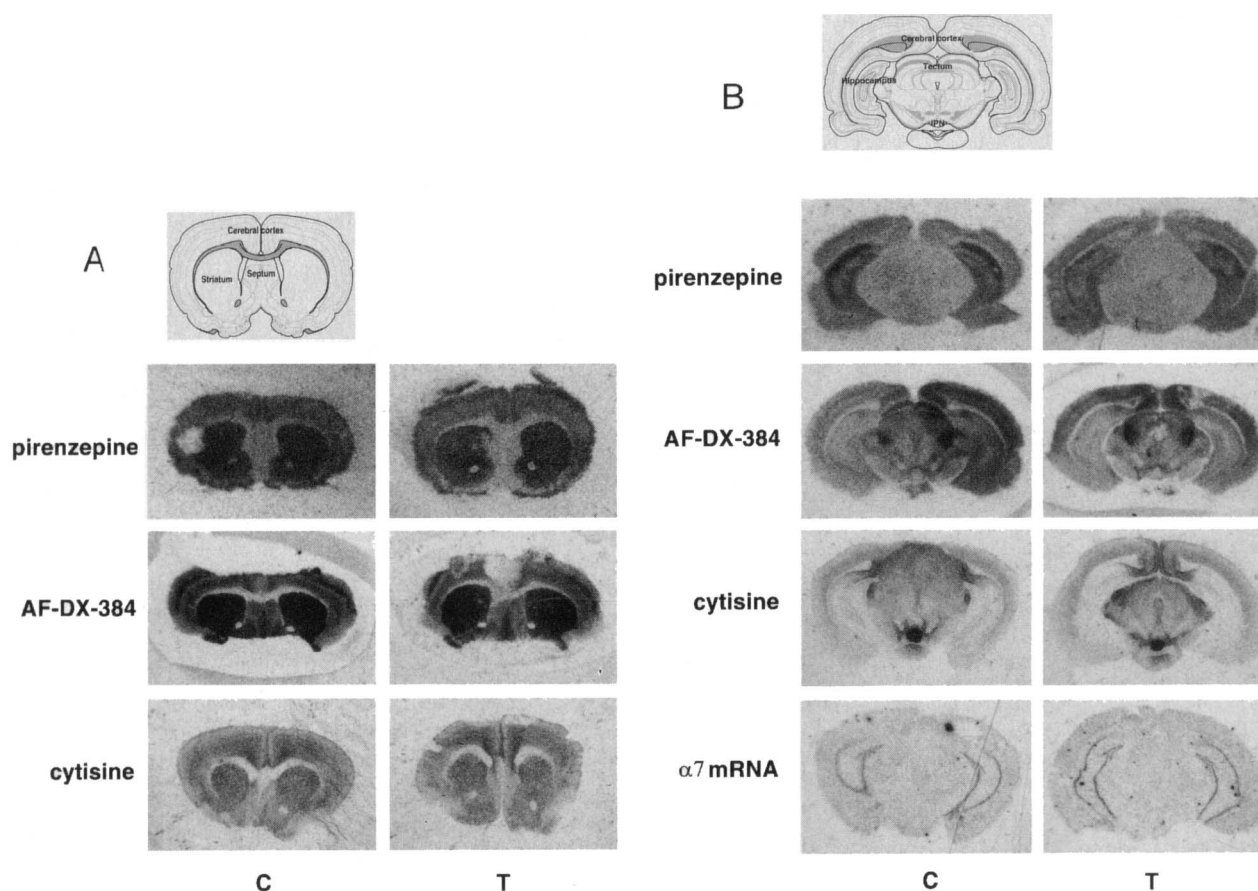 A
Cerebral cortex
Striatum
Septum
pirenzepine
AF-DX-384
cytisine
C
T
B
Cerebral cortex
Tectum
Hippocampus
IPN
pirenzepine
AF-DX-384
cytisine
α7 mRNA
C
T